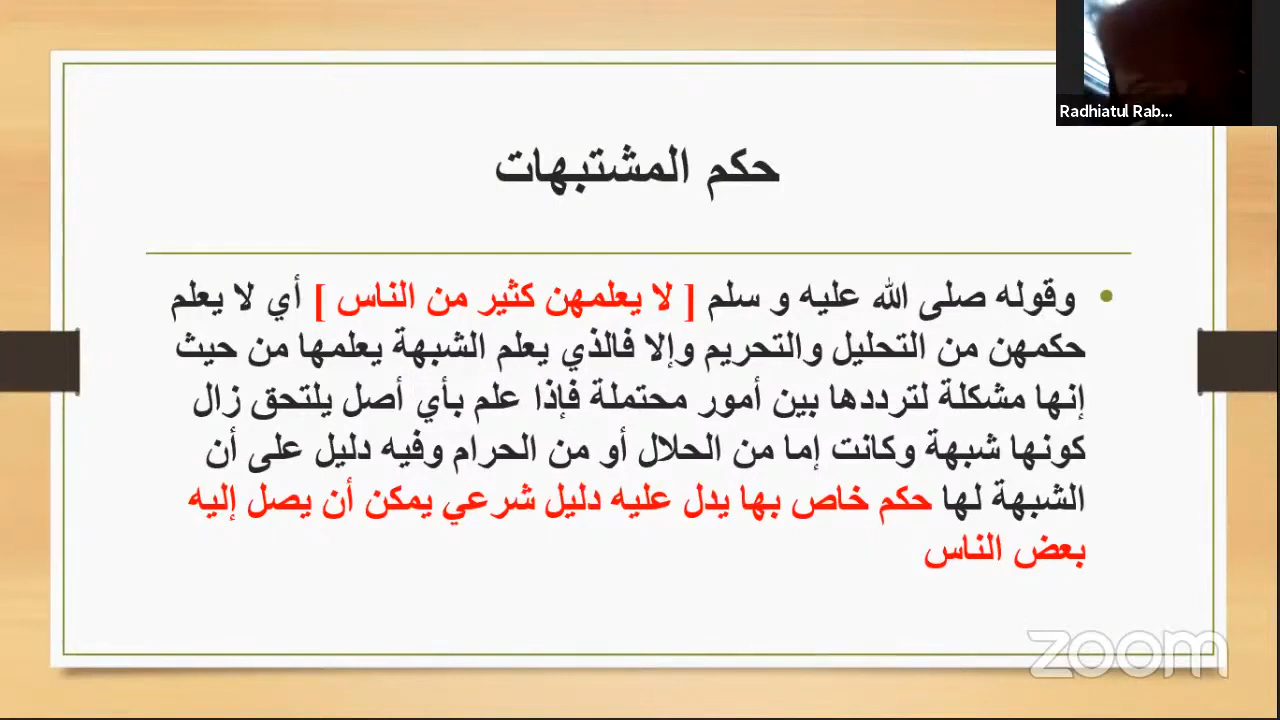 Radhiatul Rab...
حكم المشتبهات
• وقوله صلى الله عليه و سلم [ لا يعلمهن كثير من الناس ] أي لا يعلم
حكمهن من التحليل والتحريم وإلا فالذي يعلم الشبهة يعلمها من حيث
إنها مشكلة لترددها بين أمور محتملة فإذا علم بأي أصل يلتحق زال
كونها شبهة وكانت إما من الحلال أو من الحرام وفيه دليل على أن
الشبهة لها حكم خاص بها يدل عليه دليل شرعي يمكن أن يصل إليه
بعض الناس
zoom